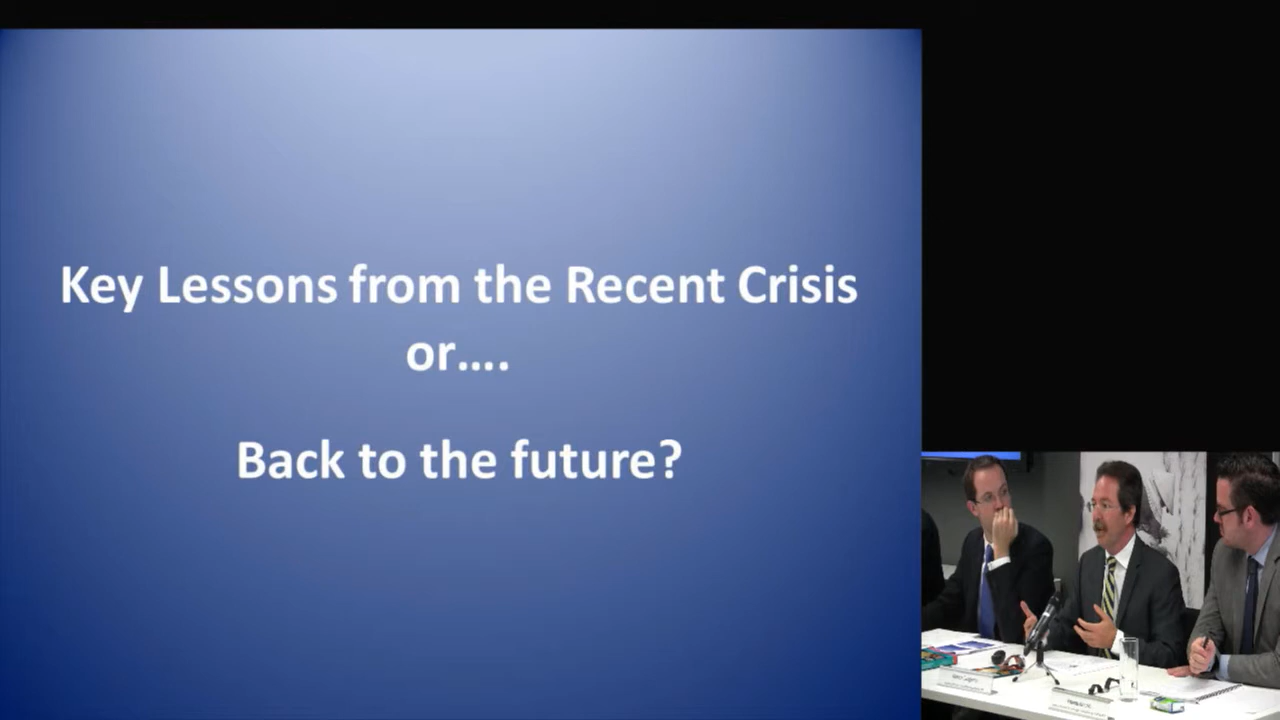 Key Lessons from the Recent Crisis
or....
Back to the future?